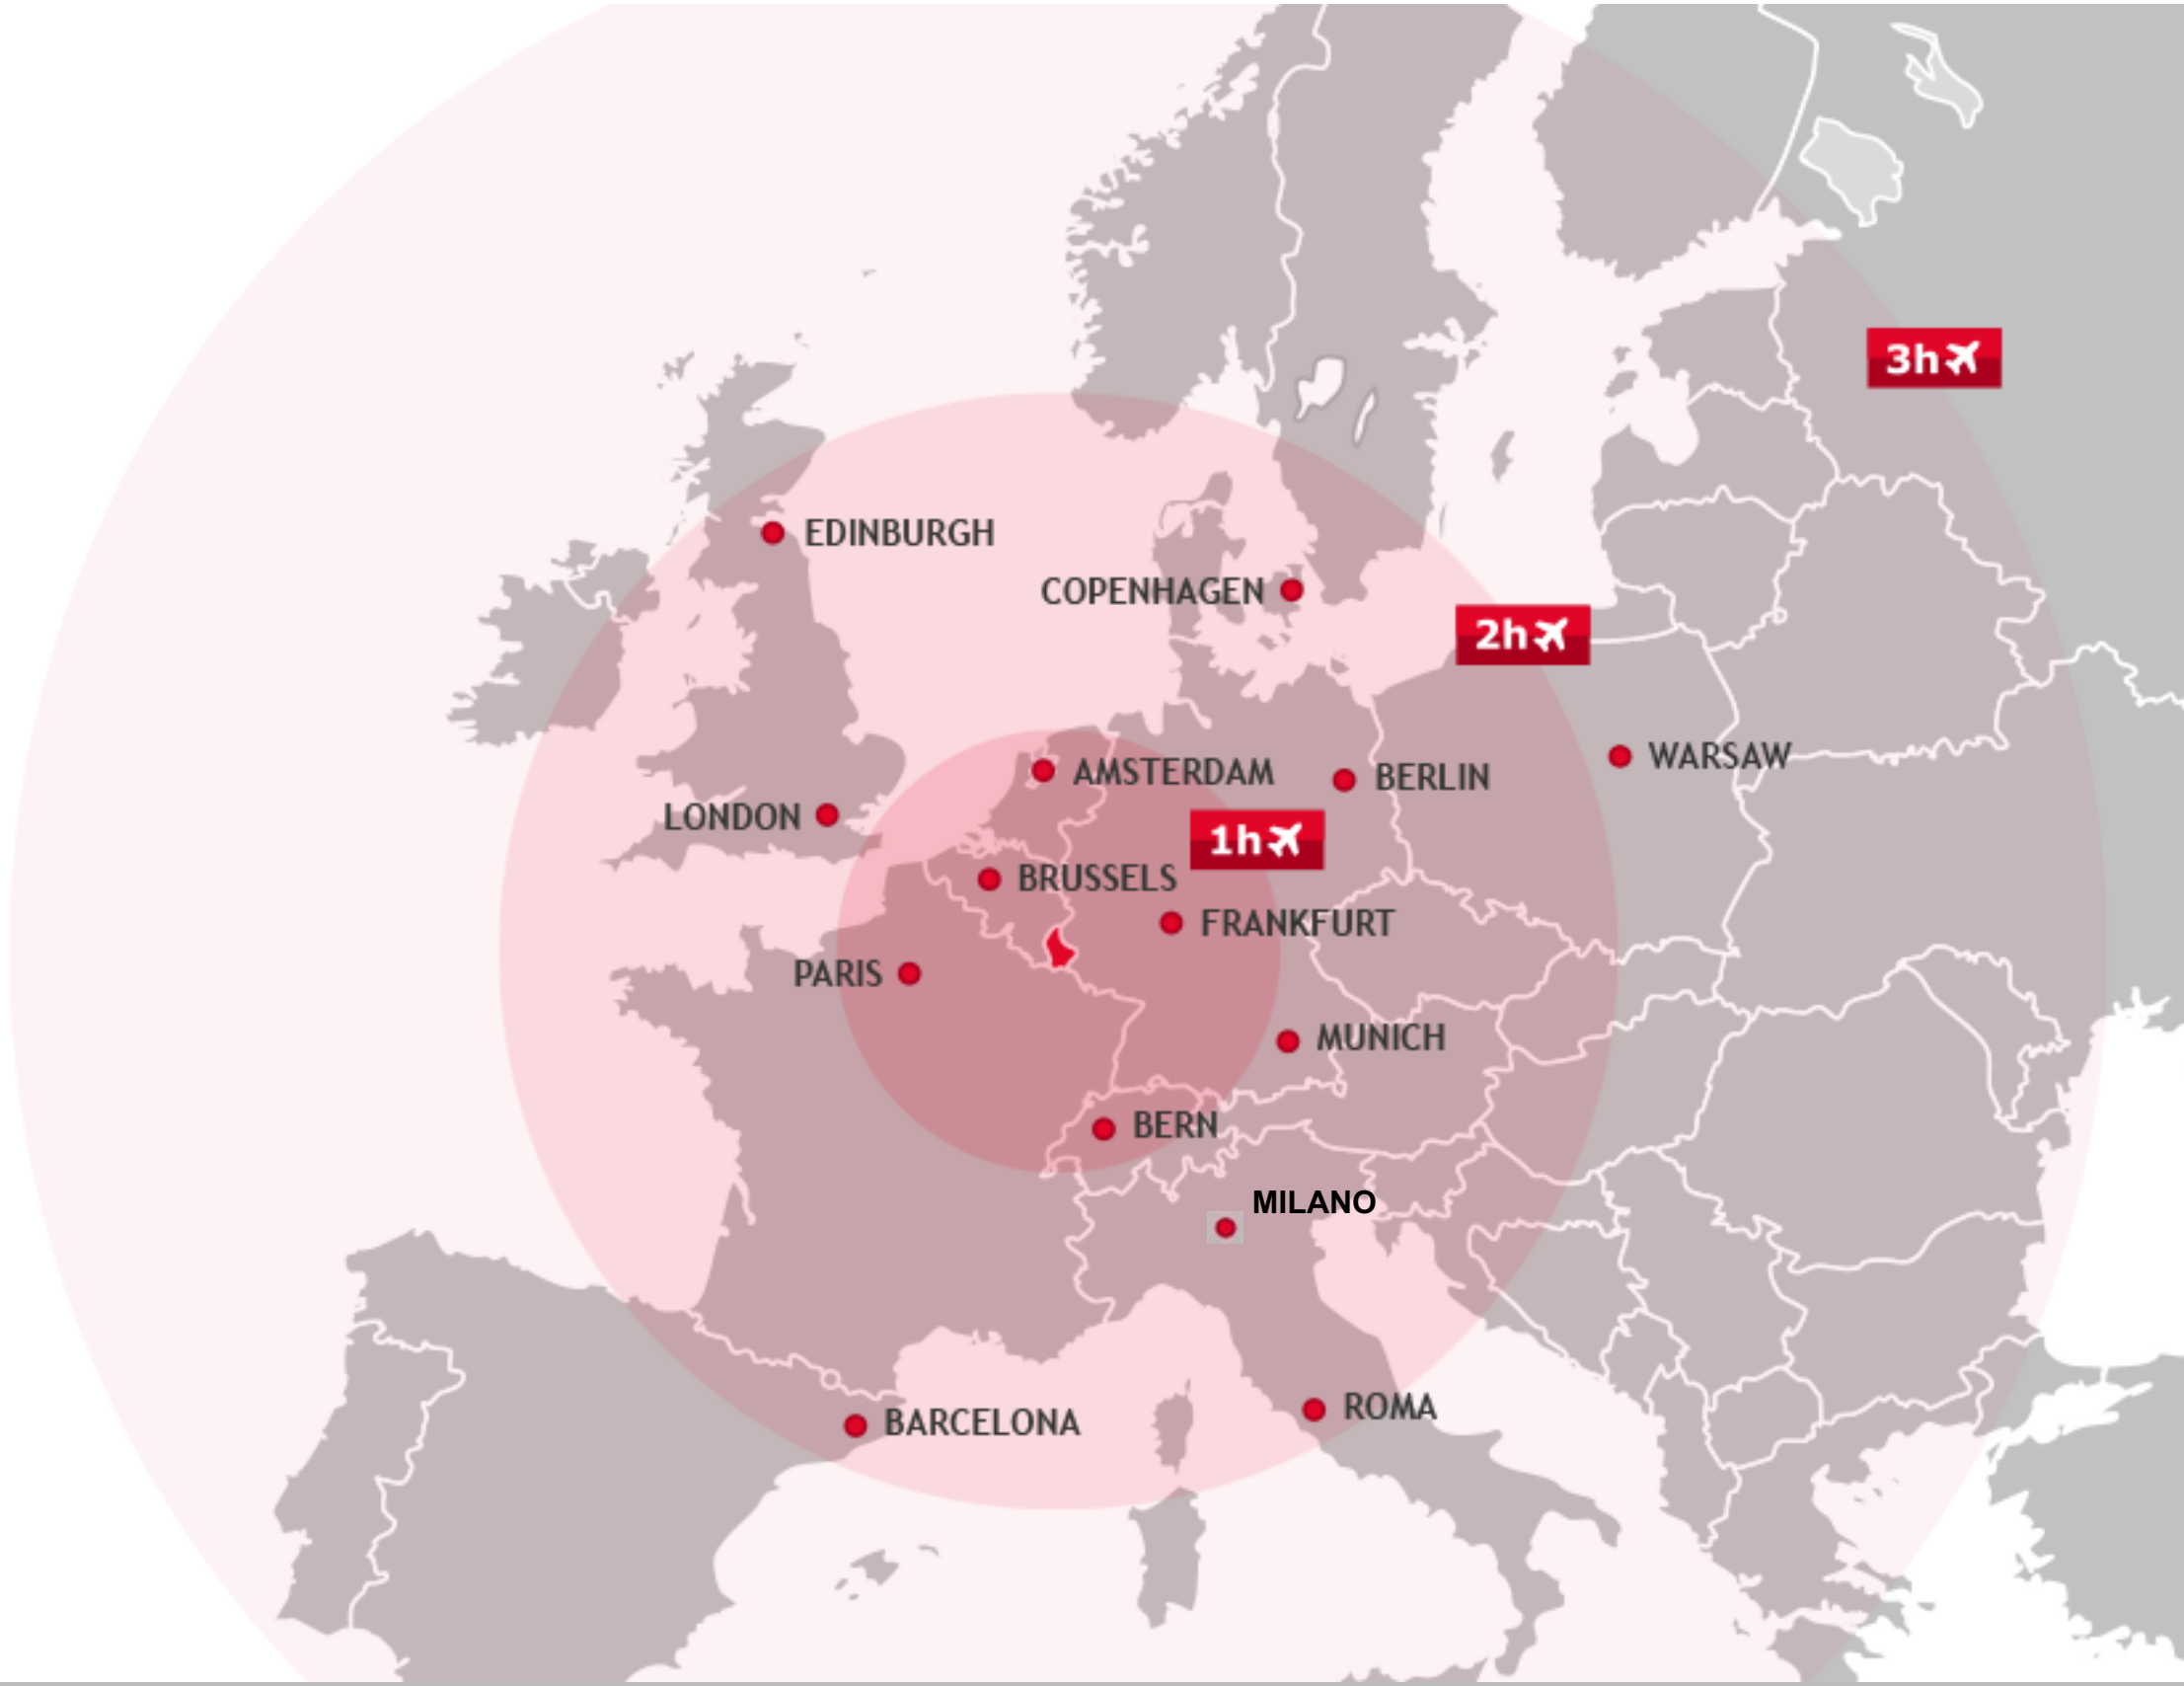 3h
EDINBURGH
COPENHAGEN
2h
WARSAW
AMSTERDAM
BERLIN
LONDON
1h
BRUSSELS
FRANKFURT
PARIS
MUNICH
BERN
MILANO
ROMA
BARCELONA